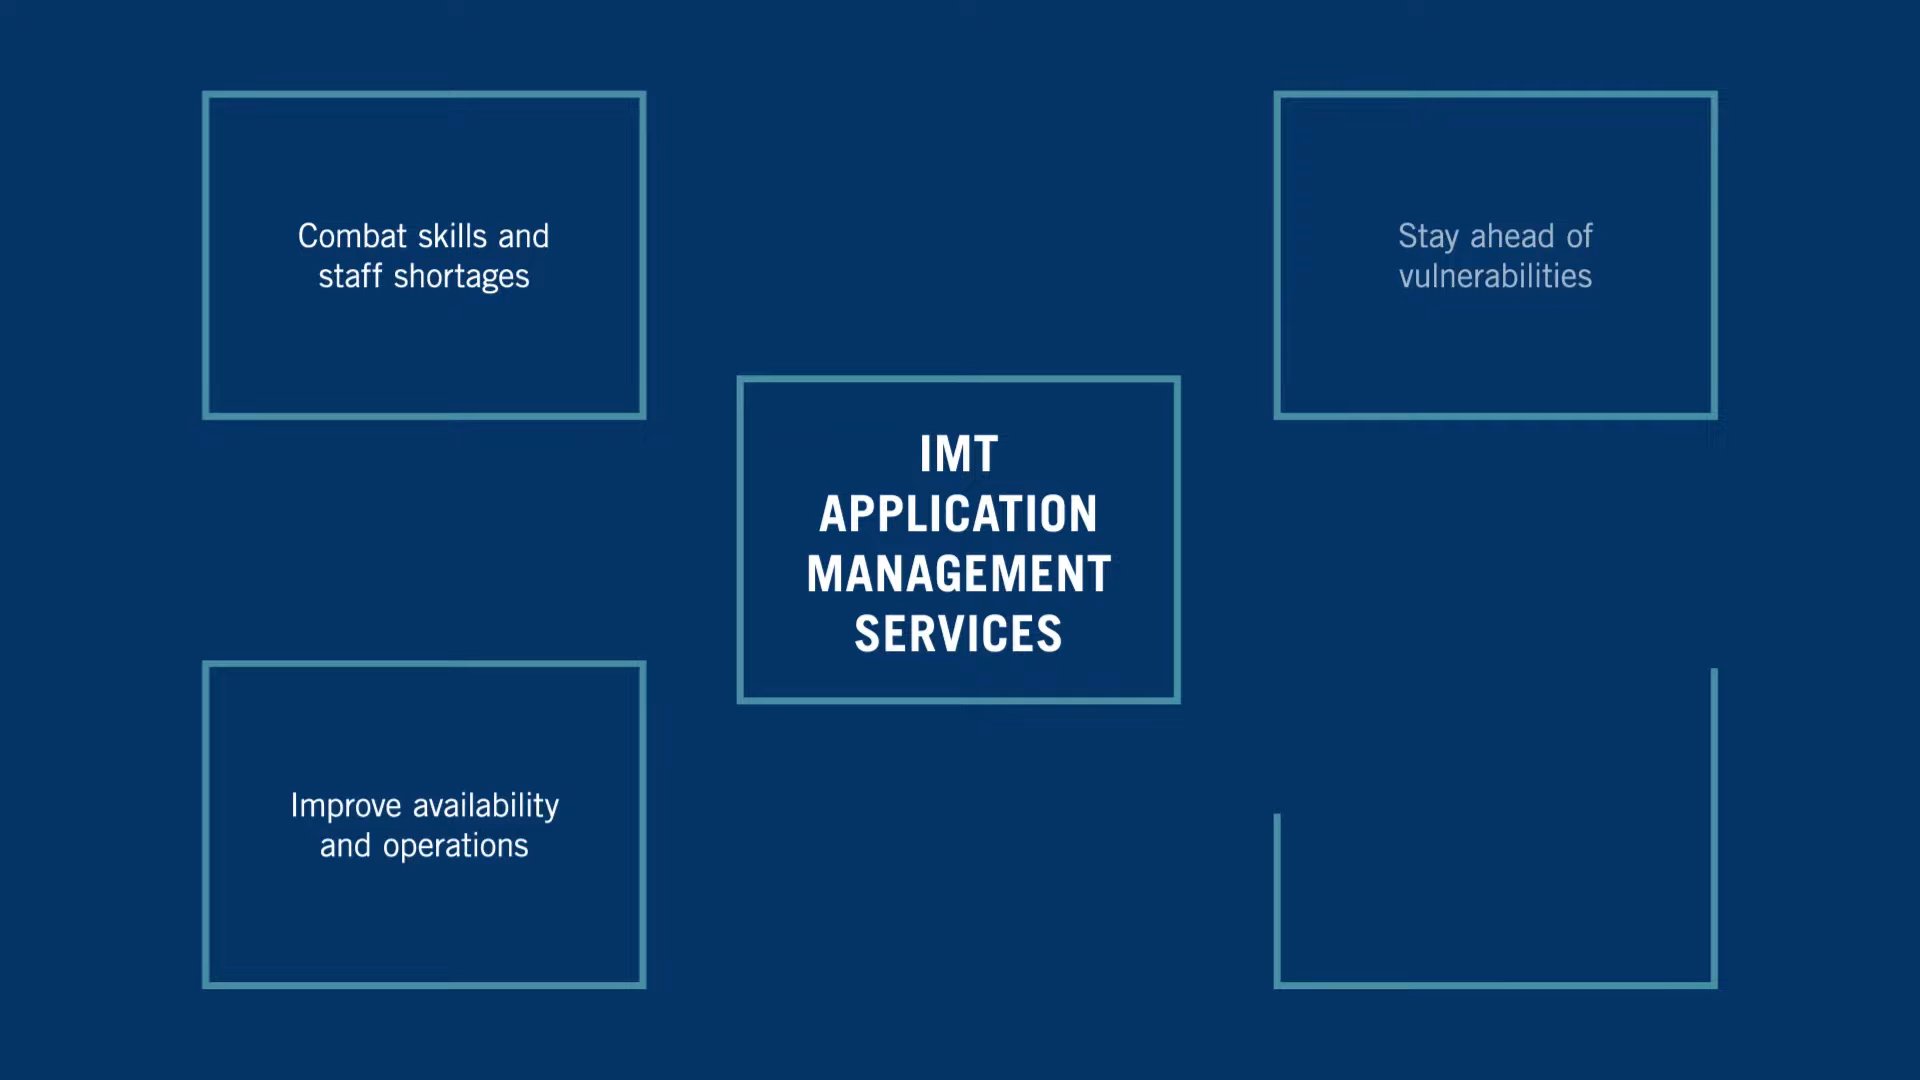 Combat skills and
staff shortages
Stay ahead of
vulnerabilities
IMT
APPLICATION
MANAGEMENT
SERVICES
Improve availability
and operations